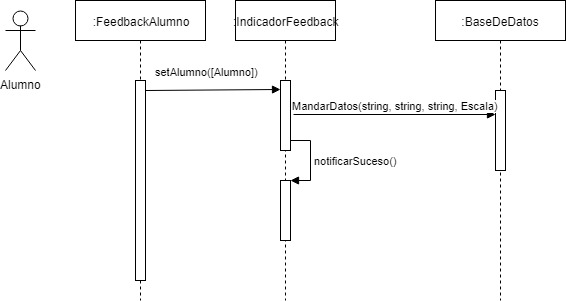 :FeedbackAlumno
:IndicadorFeedback
:BaseDeDatos
Alumno
setAlumno([Alumno])
MandarDatos(string, string, string, Escala)
notificarSuceso()